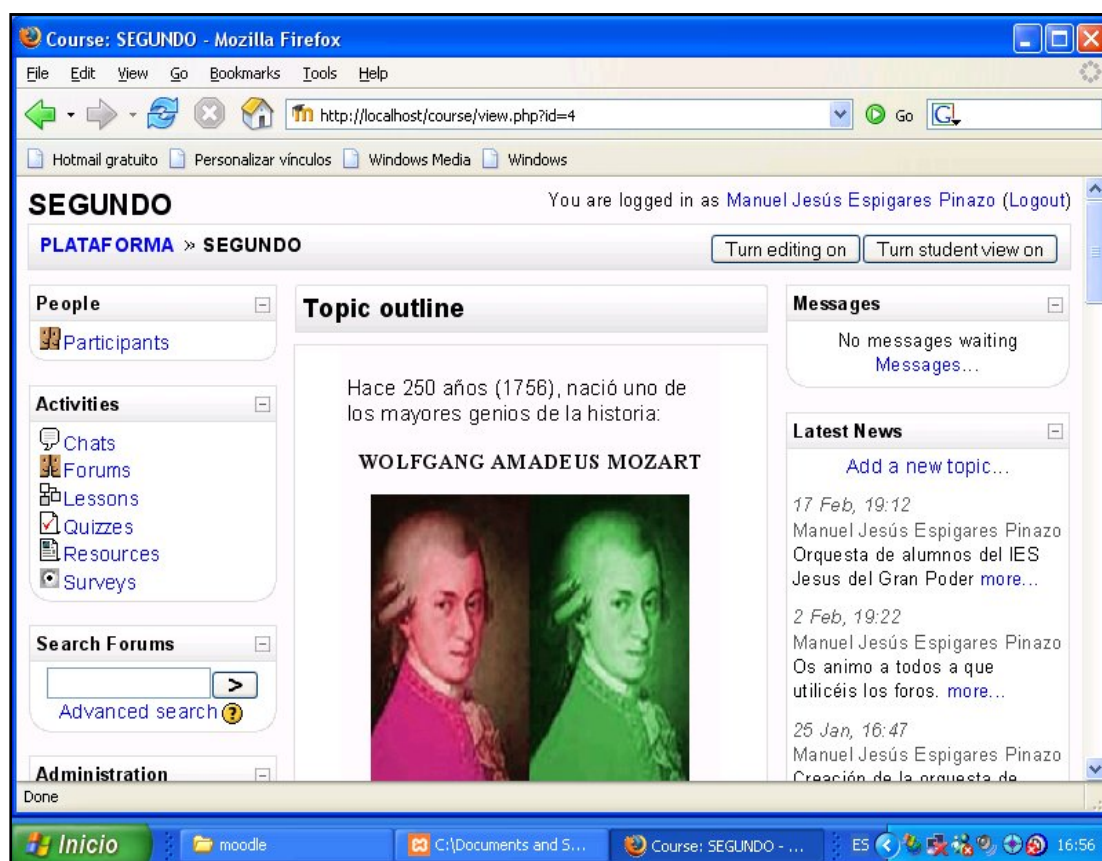 Course: SEGUNDO - Mozilla Firefox
File Edit View Go Bookmarks Tools Help
http://localhost/course/view.php?id=4
Go
G
Hotmail gratuito Personalizar vínculos Windows Media Windows
SEGUNDO
You are logged in as Manuel Jesús Espigares Pinazo (Logout)
PLATAFORMA » SEGUNDO
Turn editing on Turn student view on
People
Participants
Activities
Chats
Forums
Lessons
Quizzes
Resources
Surveys
Search Forums
>
Advanced search ?
Administration
Topic outline
Hace 250 años (1756), nació uno de
los mayores genios de la historia:
WOLFGANG AMADEUS MOZART
Messages
No messages waiting
Messages...
Latest News
Add a new topic...
17 Feb, 19:12
Manuel Jesús Espigares Pinazo
Orquesta de alumnos del IES
Jesus del Gran Poder more...
2 Feb, 19:22
Manuel Jesús Espigares Pinazo
Os animo a todos a que
utilicéis los foros. more...
25 Jan, 16:47
Manuel Jesús Espigares Pinazo
Creación de la orquesta de
Done
Inicio moodle C:\Documents and S... Course: SEGUNDO - ... ES 16:56